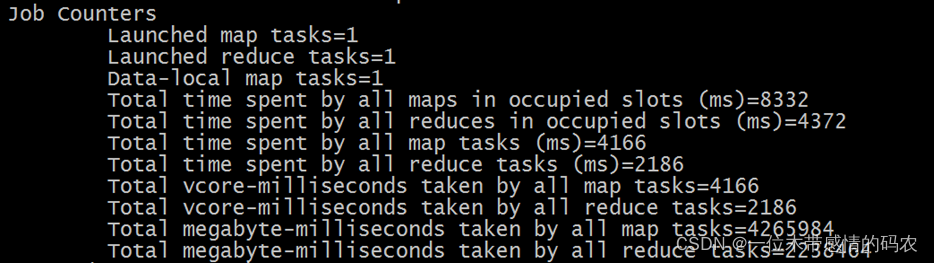 Job Counters
Launched map tasks=1
Launched reduce tasks=1
Data-local map tasks=1
Total time spent by all maps in occupied slots (ms)=8332
Total time spent by all reduces in occupied slots (ms)=4372
Total time spent by all map tasks (ms)=4166
Total time spent by all reduce tasks (ms)=2186
Total vcore-milliseconds taken by all map tasks=4166
Total vcore-milliseconds taken by all reduce tasks=2186
Total megabyte-milliseconds taken by all map tasks=4265984
Total megabyte-milliseconds taken by all reduce tasks=2238464
CSDN @一位未带感情的码农